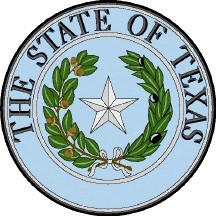 THE STATE OF TEXAS